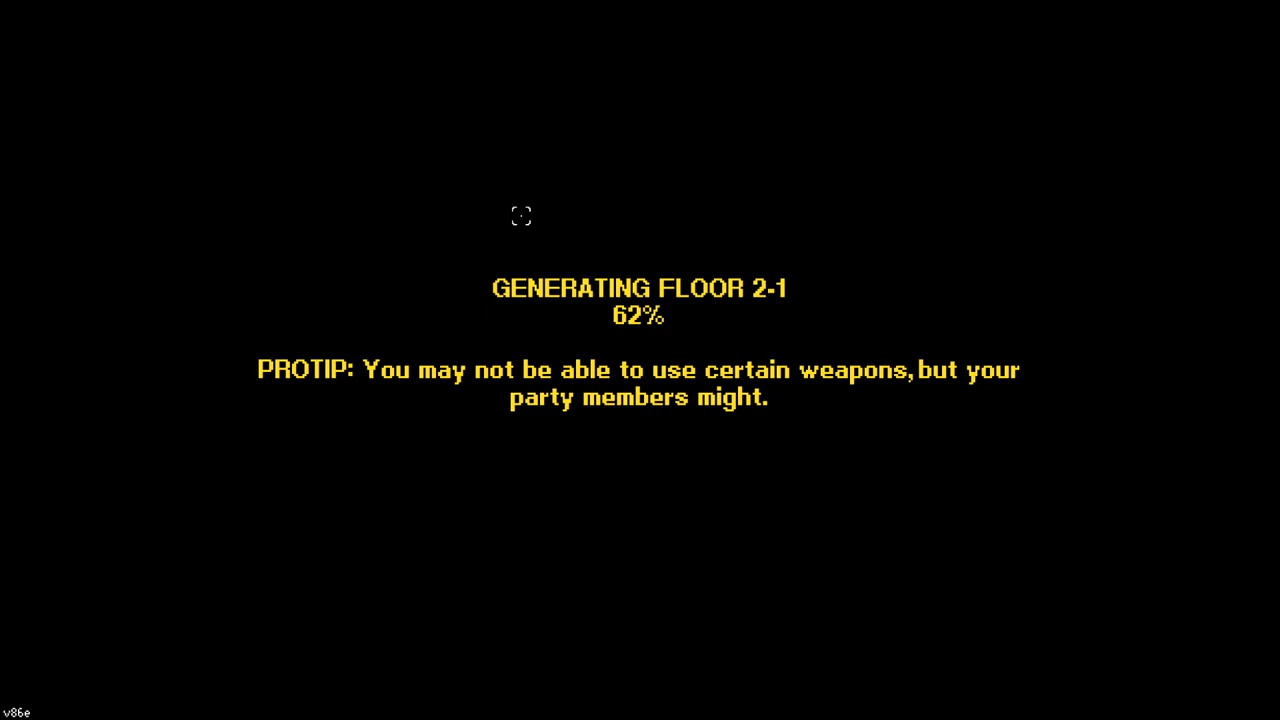 GENERATING FLOOR 2-1
62%
PROTIP: You may not be able to use certain weapons, but your
party members might.
v86e